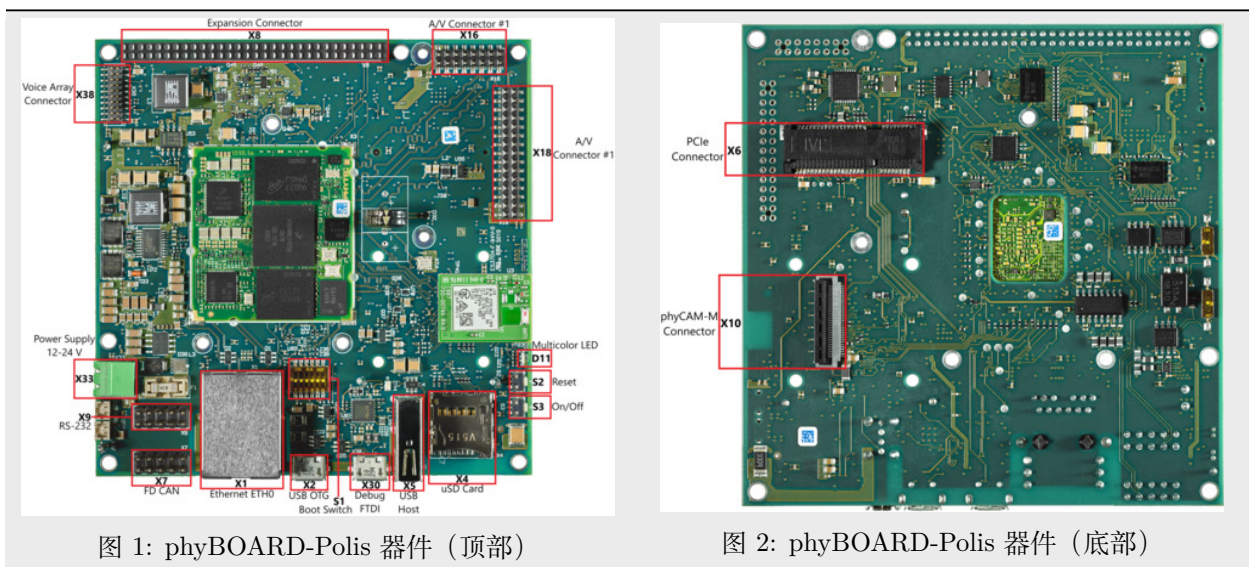 Expansion Connector
X8
A/V Connector #1
X16
Voice Array
Connector
X38
X18
A/V
Connector #1
Power Supply
12-24 V
X33
X9
RS-232
X7
FD CAN
X1
Ethernet ETH0
X2
USB OTG
S1
Boot Switch
X30
Debug
FTDI
X5
USB
Host
X4
uSD Card
V515
Multicolor LED
D11
S2 Reset
S3 On/Off
图 1: phyBOARD-Polis 器件（顶部）
PCIe
Connector
X6
phyCAM-M
Connector
X10
图 2: phyBOARD-Polis 器件（底部）